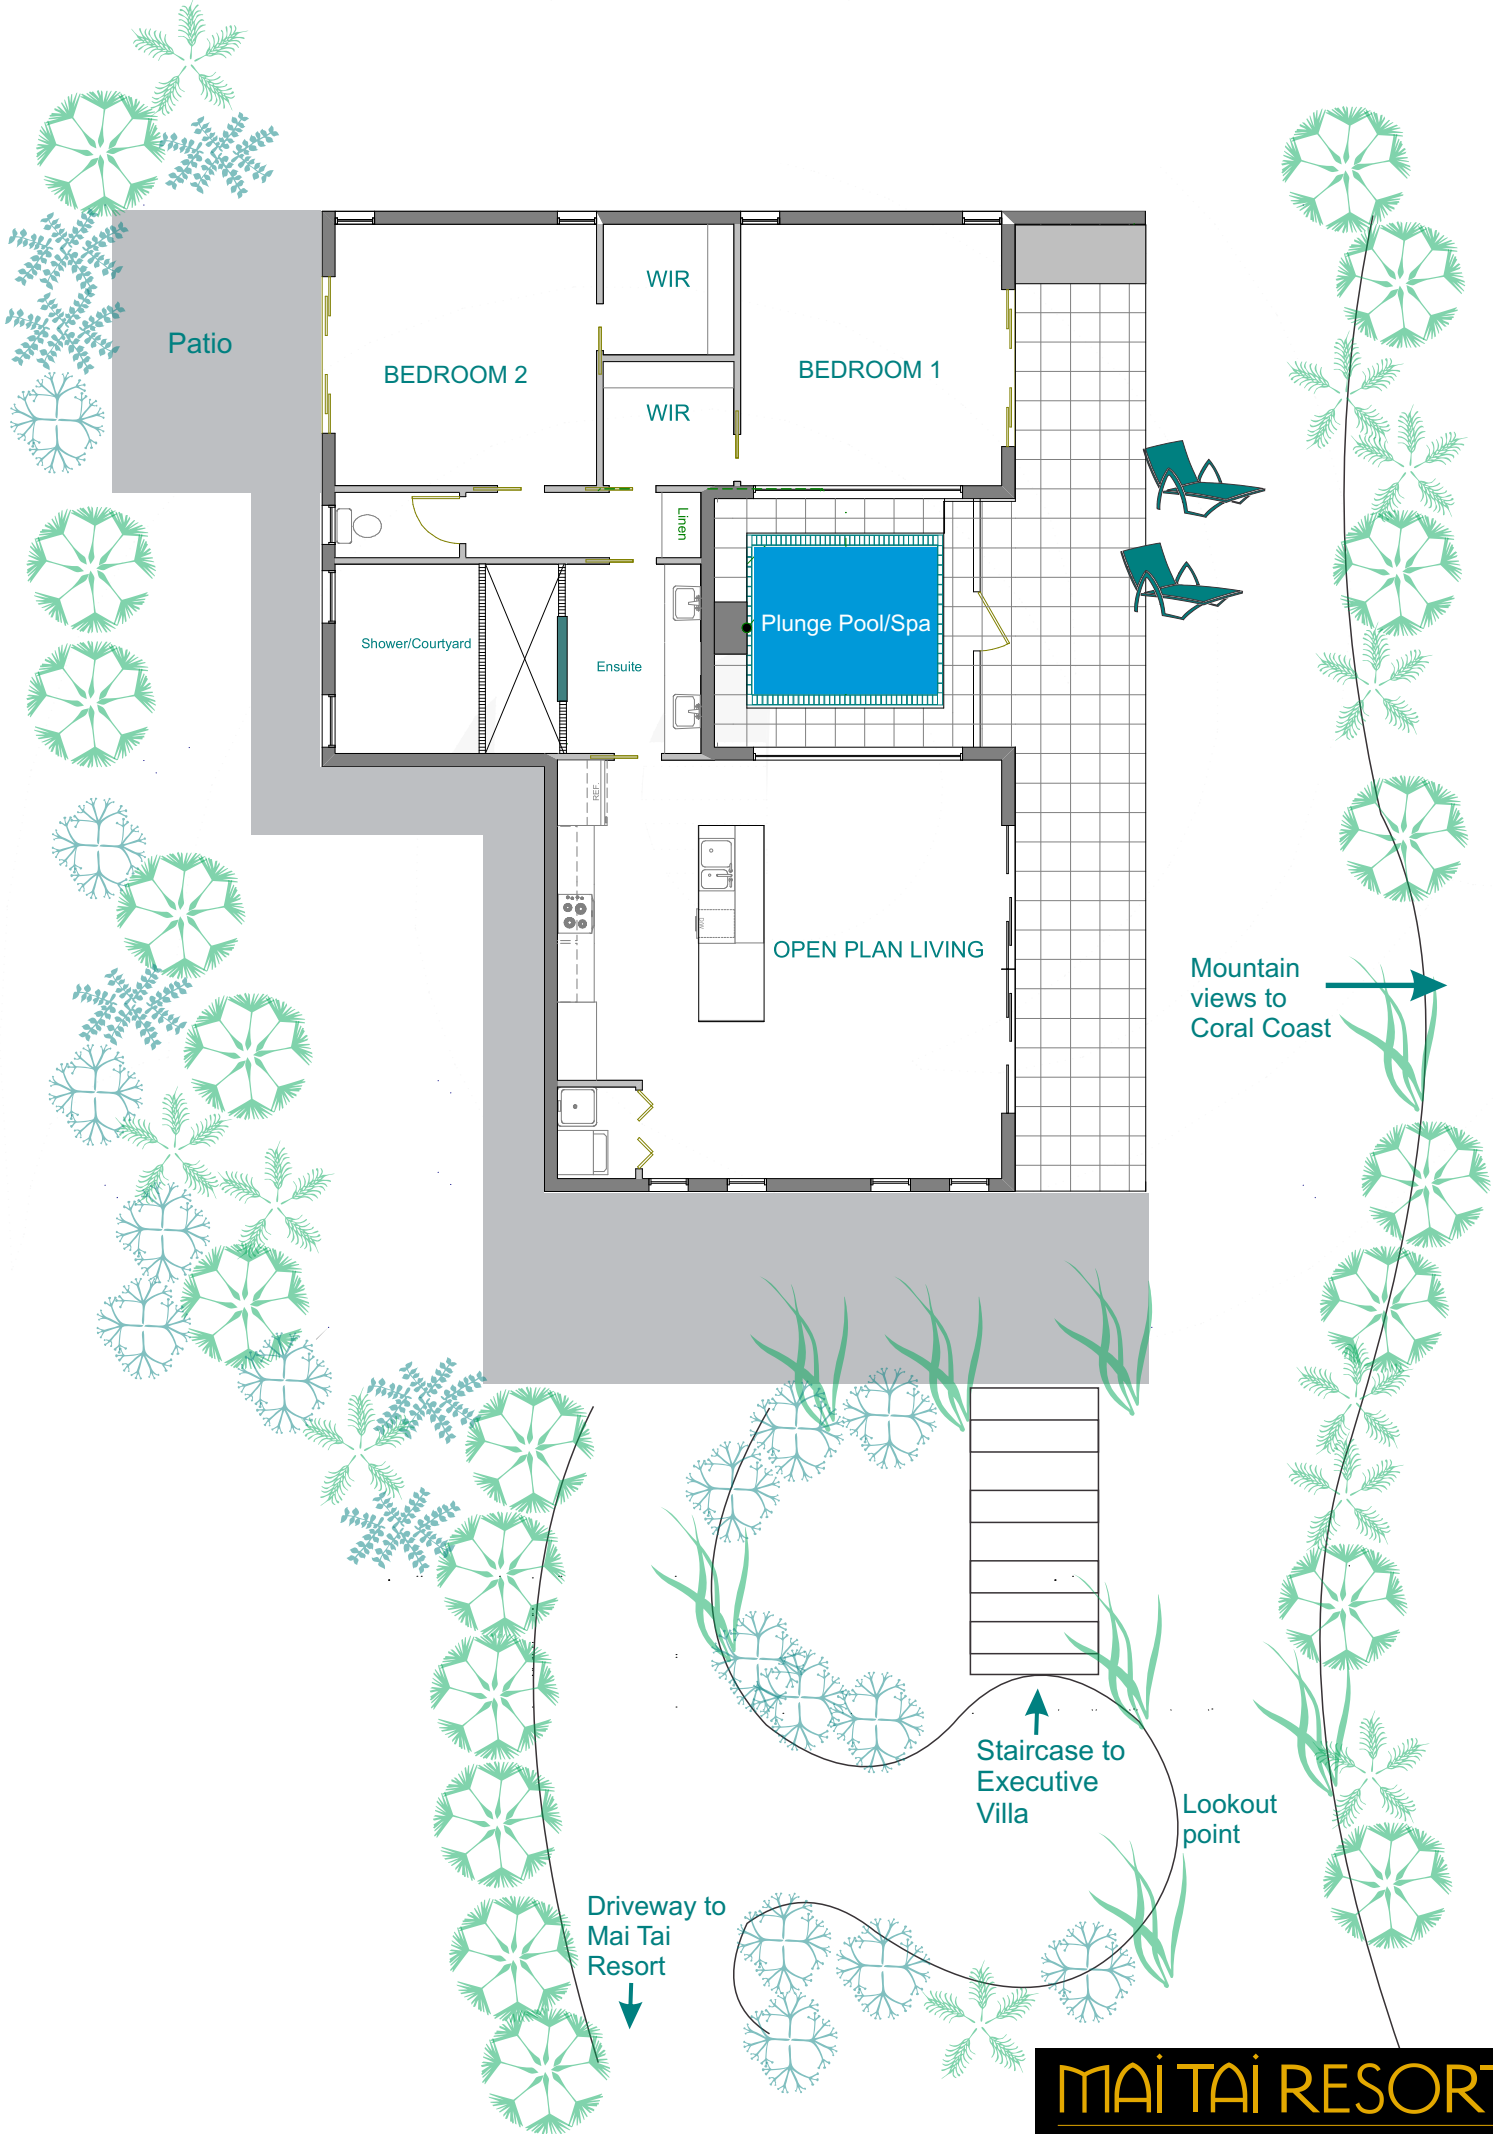 WIR
Patio
BEDROOM 2
BEDROOM 1
WIR
Linen
Plunge Pool/Spa
Shower/Courtyard
Ensuite
REF.
OPEN PLAN LIVING
Mountain
views to
Coral Coast
Staircase to
Executive
Villa
Lookout
point
Driveway to
Mai Tai
Resort
MAi TAi RESORT